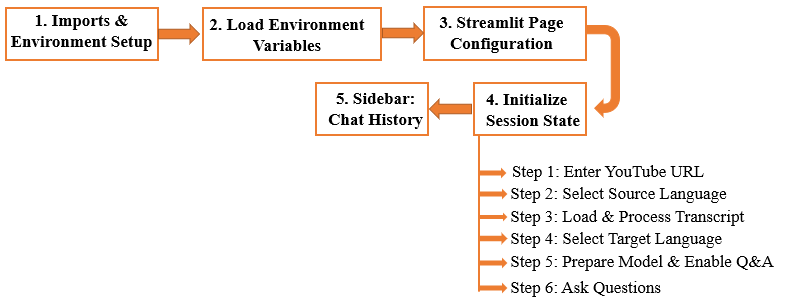 1. Imports &
Environment Setup
2. Load Environment
Variables
3. Streamlit Page
Configuration
5. Sidebar:
Chat History
4. Initialize
Session State
Step 1: Enter YouTube URL
Step 2: Select Source Language
Step 3: Load & Process Transcript
Step 4: Select Target Language
Step 5: Prepare Model & Enable Q&A
Step 6: Ask Questions